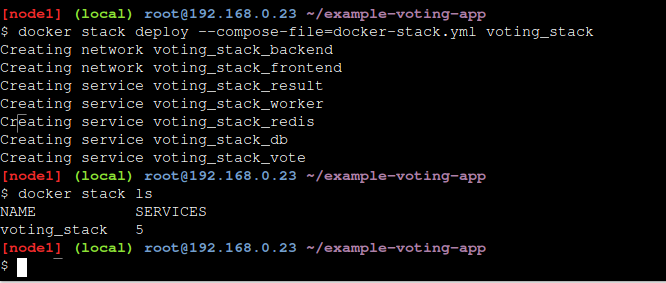 [node1] (local) root@192.168.0.23 ~/example-voting-app
$ docker stack deploy --compose-file=docker-stack.yml voting_stack
Creating network voting_stack_backend
Creating network voting_stack_frontend
Creating service voting_stack_result
Creating service voting_stack_worker
Creating service voting_stack_redis
Creating service voting_stack_db
Creating service voting_stack_vote
[node1] (local) root@192.168.0.23 ~/example-voting-app
$ docker stack ls
NAME            SERVICES
voting_stack    5
[node1] (local) root@192.168.0.23 ~/example-voting-app
$